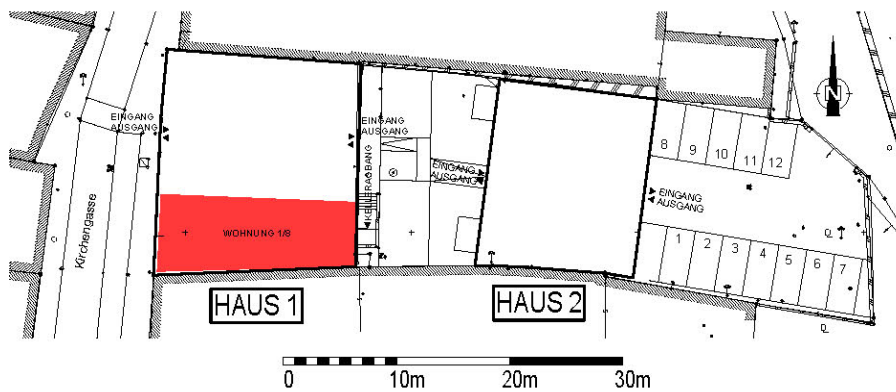 N
EINGANG
AUSGANG
EINGANG
AUSGANG
KELLERABGANG
EINGANG
AUSGANG
8
9
10
11
12
EINGANG
AUSGANG
Kirchengasse
WOHNUNG 1/8
1
2
3
4
5
6
7
HAUS 1
HAUS 2
0
10m
20m
30m